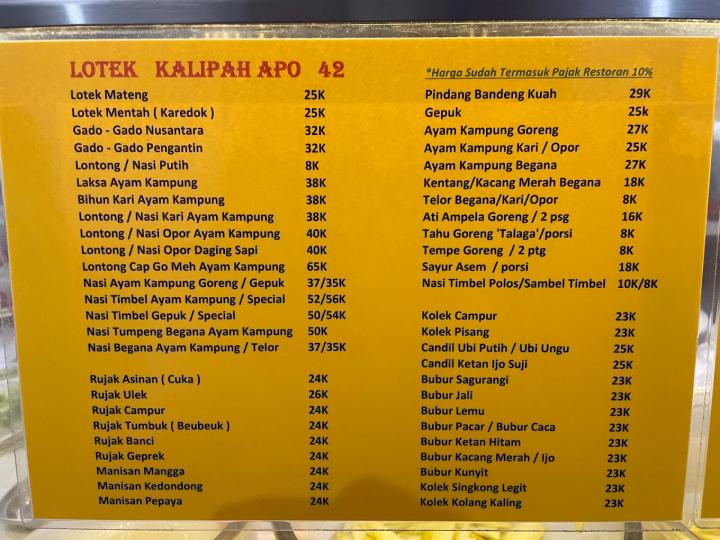 LOTEK KALIPAH APO 42
Lotek Mateng 25K
Lotek Mentah ( Karedok ) 25K
Gado - Gado Nusantara 32K
Gado - Gado Pengantin 32K
Lontong / Nasi Putih 8K
Laksa Ayam Kampung 38K
Bihun Kari Ayam Kampung 38K
Lontong / Nasi Kari Ayam Kampung 38K
Lontong / Nasi Opor Ayam Kampung 40K
Lontong / Nasi Opor Daging Sapi 40K
Lontong Cap Go Meh Ayam Kampung 65K
Nasi Ayam Kampung Goreng / Gepuk 37/35K
Nasi Timbel Ayam Kampung / Special 52/56K
Nasi Timbel Gepuk / Special 50/54K
Nasi Tumpeng Begana Ayam Kampung 50K
Nasi Begana Ayam Kampung / Telor 37/35K
Rujak Asinan ( Cuka ) 24K
Rujak Ulek 26K
Rujak Campur 24K
Rujak Tumbuk ( Beubeuk ) 24K
Rujak Banci 24K
Rujak Geprek 24K
Manisan Mangga 24K
Manisan Kedondong 24K
Manisan Pepaya 24K
*Harga Sudah Termasuk Pajak Restoran 10%
Pindang Bandeng Kuah 29K
Gepuk 25k
Ayam Kampung Goreng 27K
Ayam Kampung Kari / Opor 25K
Ayam Kampung Begana 27K
Kentang/Kacang Merah Begana 18K
Telor Begana/Kari/Opor 8K
Ati Ampela Goreng / 2 psg 16K
Tahu Goreng 'Talaga'/porsi 8K
Tempe Goreng / 2 ptg 8K
Sayur Asem / porsi 18K
Nasi Timbel Polos/Sambel Timbel 10K/8K
Kolek Campur 23K
Kolek Pisang 23K
Candil Ubi Putih / Ubi Ungu 25K
Candil Ketan Ijo Suji 25K
Bubur Sagurangi 23K
Bubur Jali 23K
Bubur Lemu 23K
Bubur Pacar / Bubur Caca 23K
Bubur Ketan Hitam 23K
Bubur Kacang Merah / Ijo 23K
Bubur Kunyit 23K
Kolek Singkong Legit 23K
Kolek Kolang Kaling 23K